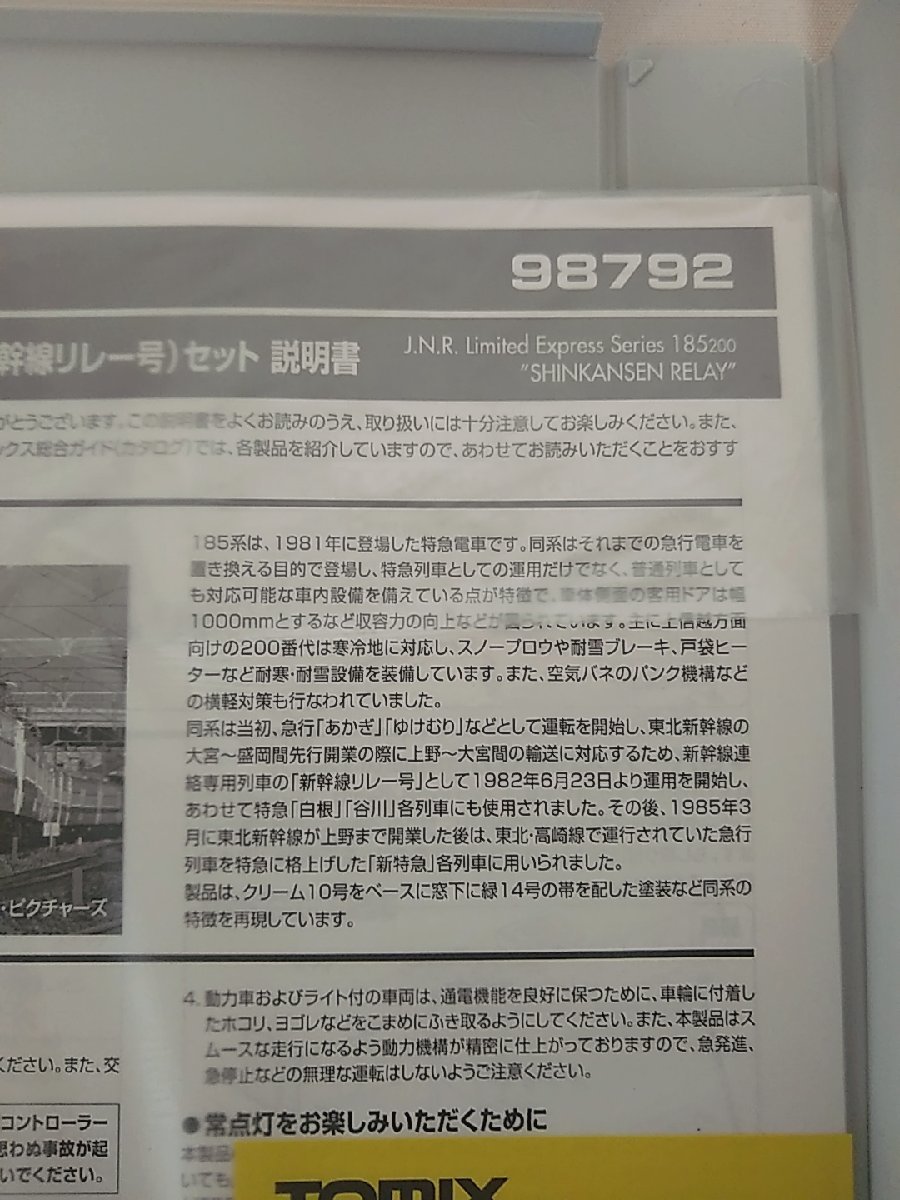 98792
幹線リレー号)セット 説明書
J.N.R. Limited Express Series 185200
"SHINKANSEN RELAY"
がとうございます。この説明書をよくお読みのうえ、取り扱いには十分注意してお楽しみください。また、
ックス総合ガイド(カタログ)では、各製品を紹介していますので、あわせてお読みいただくことをおすす
185系は、1981年に登場した特急電車です。同系はそれまでの急行電車を
置き換える目的で登場し、特急列車としての運用だけでなく、普通列車として
も対応可能な車内設備を備えている点が特徴で、車体側面の客用ドアは幅
1000mmとするなど収容力の向上などが図られています。主に上信越方面
向けの200番代は寒冷地に対応し、スノープロウや耐雪ブレーキ、戸袋ヒー
ターなど耐寒・耐雪設備を装備しています。また、空気バネのパンク機構など
の横軽対策も行なわれていました。
同系は当初、急行「あかぎ」「ゆけむり」などとして運転を開始し、東北新幹線の
大宮～盛岡間先行開業の際に上野～大宮間の輸送に対応するため、新幹線連
絡専用列車の「新幹線リレー号」として1982年6月23日より運用を開始し、
あわせて特急「白根」「谷川」各列車にも使用されました。その後、1985年3
月に東北新幹線が上野まで開業した後は、東北・高崎線で運行されていた急行
列車を特急に格上げした「新特急」各列車に用いられました。
製品は、クリーム10号をベースに窓下に緑14号の帯を配した塗装など同系の
特徴を再現しています。
・ピクチャーズ
4. 動力車およびライト付の車両は、通電機能を良好に保つために、車輪に付着し
たホコリ、ヨゴレなどをこまめにふき取るようにしてください。また、本製品はス
ムースな走行になるよう動力機構が精密に仕上がっておりますので、急発進、
急停止などの無理な運転はしないようご注意ください。
ください。また、交
コントローラー
思わぬ事故が起
いでください。
●常点灯をお楽しみいただくために
本製品
いても
TOMIX